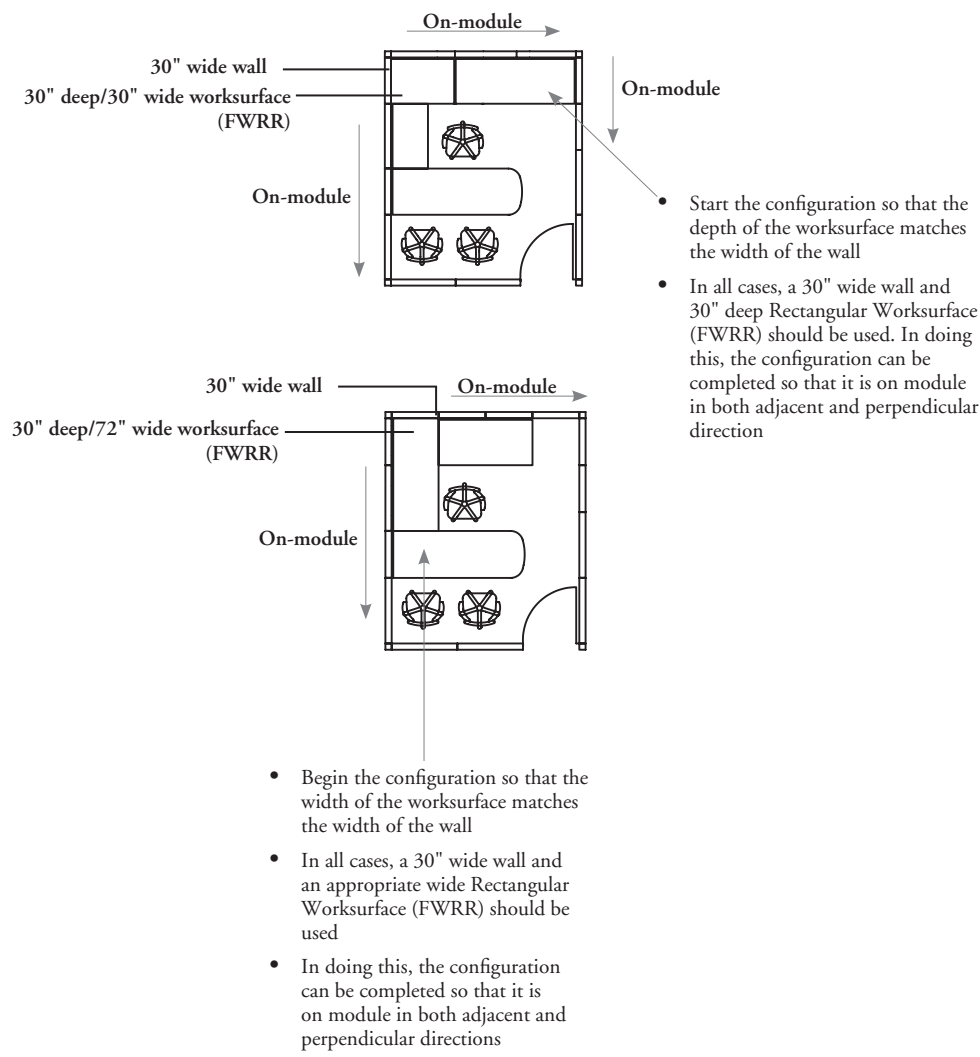 On-module
30" wide wall
30" deep/30" wide worksurface
(FWRR)
On-module
On-module
• Start the configuration so that the
depth of the worksurface matches
the width of the wall
• In all cases, a 30" wide wall and
30" deep Rectangular Worksurface
(FWRR) should be used. In doing
this, the configuration can be
completed so that it is on module
in both adjacent and perpendicular
direction
30" wide wall
On-module
30" deep/72" wide worksurface
(FWRR)
On-module
• Begin the configuration so that the
width of the worksurface matches
the width of the wall
• In all cases, a 30" wide wall and
an appropriate wide Rectangular
Worksurface (FWRR) should be
used
• In doing this, the configuration
can be completed so that it is
on module in both adjacent and
perpendicular directions